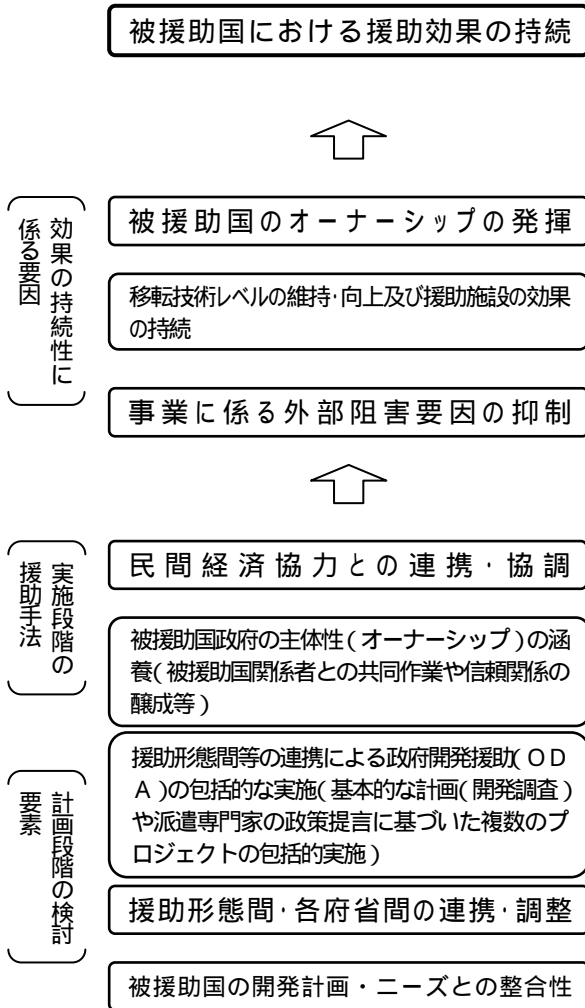 被援助国における援助効果の持続
効果の持続性に
係る要因
被援助国のオーナーシップの発揮
移転技術レベルの維持・向上及び援助施設の効果
の持続
事業に係る外部阻害要因の抑制
実施段階の
援助手法
民間経済協力との連携・協調
被援助国政府の主体性(オーナーシップ)の涵
養(被援助国関係者との共同作業や信頼関係の
醸成等)
計画段階の検討
要素
援助形態間等の連携による政府開発援助(OD
A)の包括的な実施(基本的な計画(開発調査)
や派遣専門家の政策提言に基づいた複数のプ
ロジェクトの包括的実施)
援助形態間・各府省間の連携・調整
被援助国の開発計画・ニーズとの整合性